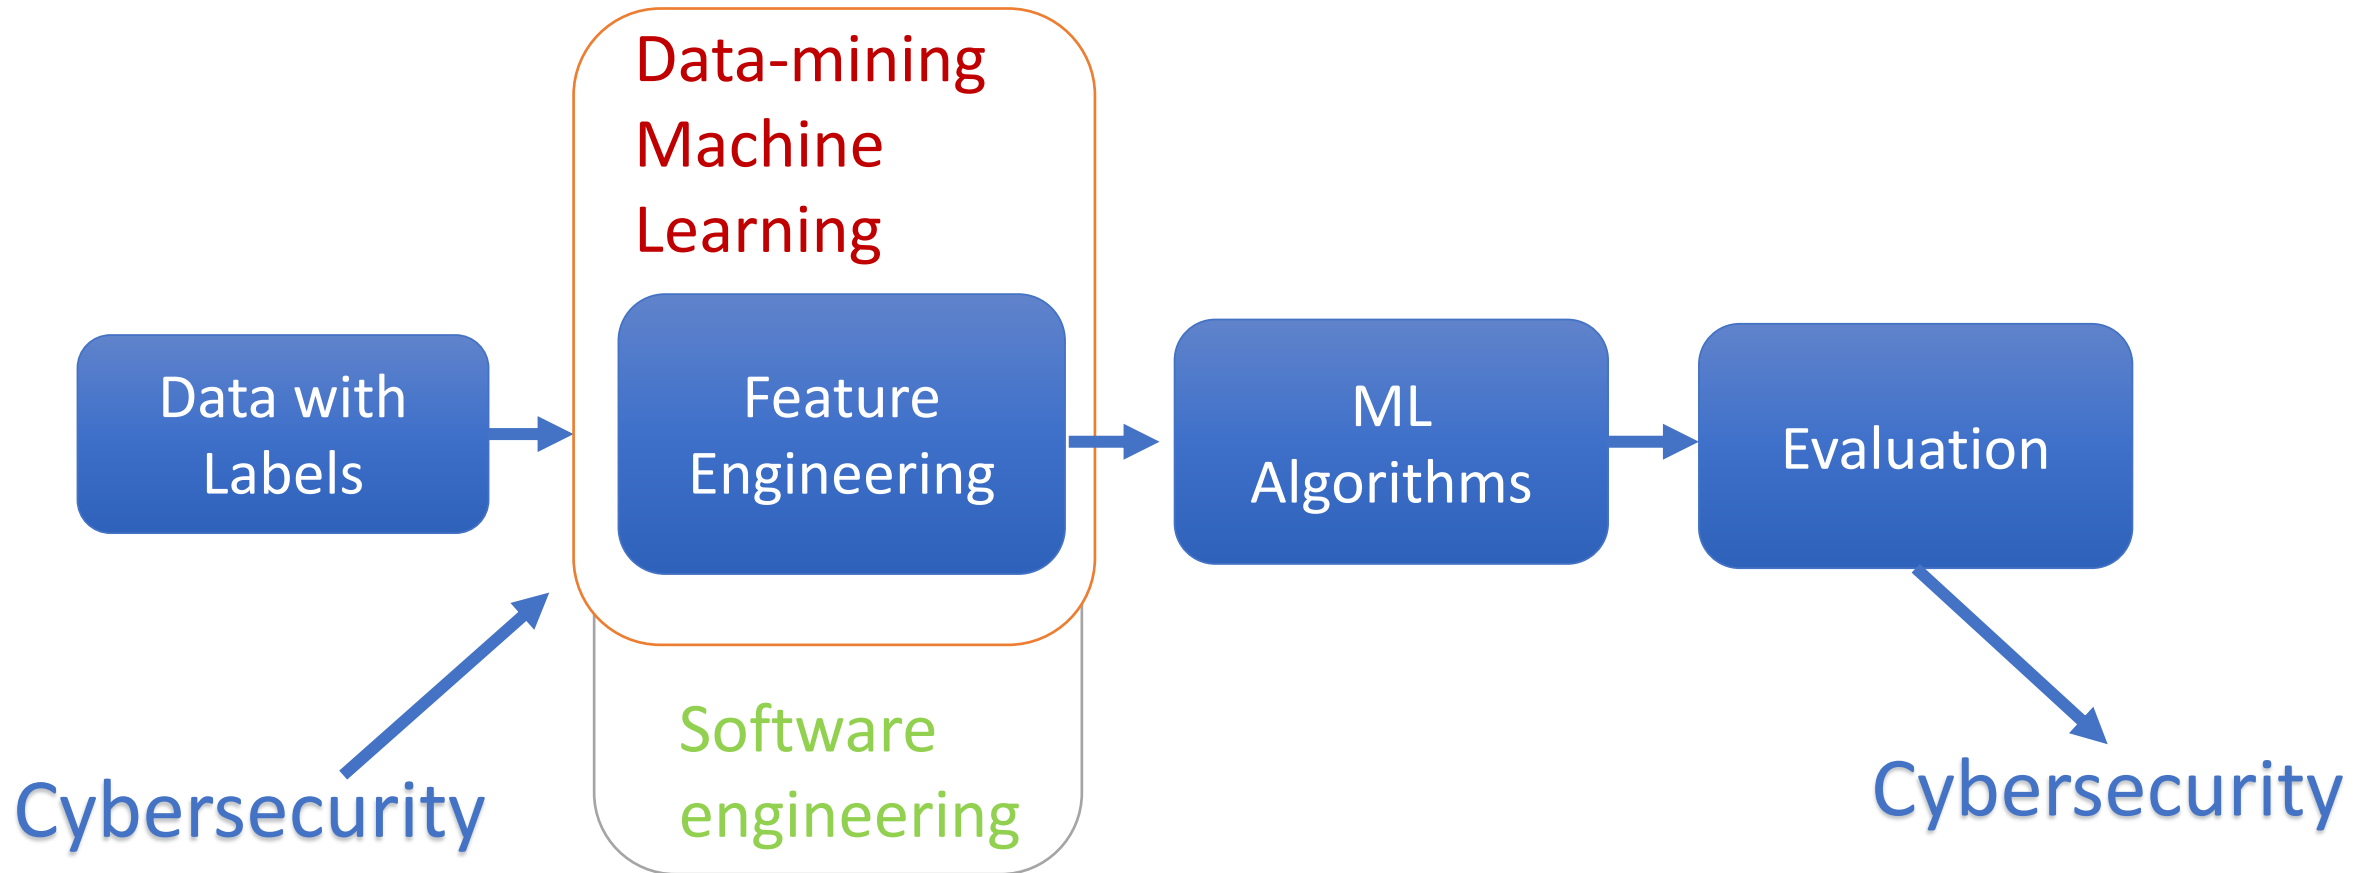 Data-mining
Machine
Learning
Data with
Labels
Feature
Engineering
ML
Algorithms
Evaluation
Software
engineering
Cybersecurity
Cybersecurity